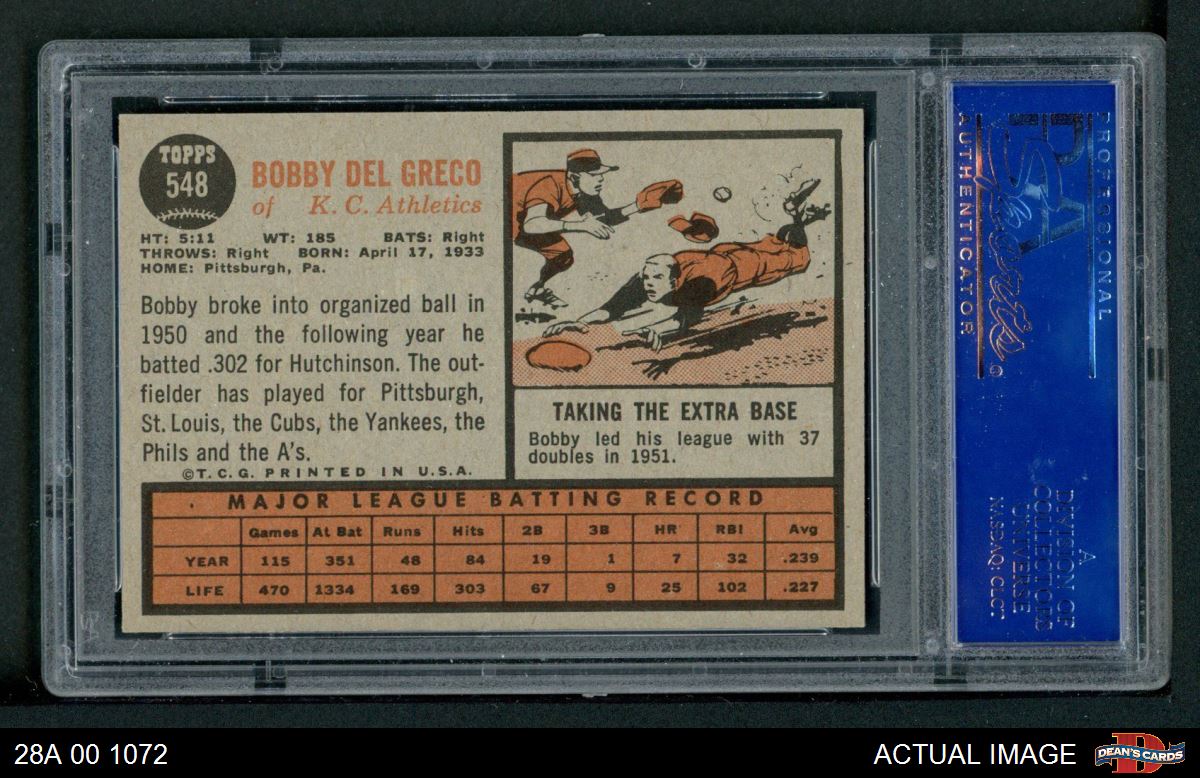 TOPPS
548
BOBBY DEL GRECO
of K. C. Athletics
HT: 5:11 WT: 185 BATS: Right
THROWS: Right BORN: April 17, 1933
HOME: Pittsburgh, Pa.
Bobby broke into organized ball in
1950 and the following year he
batted .302 for Hutchinson. The out-
fielder has played for Pittsburgh,
St. Louis, the Cubs, the Yankees, the
Phils and the A's.
©T.C.G. PRINTED IN U.S.A.
TAKING THE EXTRA BASE
Bobby led his league with 37
doubles in 1951.
MAJOR LEAGUE BATTING RECORD
Games At Bat Runs Hits 2B 3B HR RBI Avg
YEAR 115 351 48 84 19 1 7 32 .239
LIFE 470 1334 169 303 67 9 25 102 .227
PROFESSIONAL
PSA
Sports
AUTHENTICATOR
A
DIVISION OF
COLLECTORS
UNIVERSE
NASDAQ: CLCT
28A 00 1072
ACTUAL IMAGE
DEAN'S CARDS